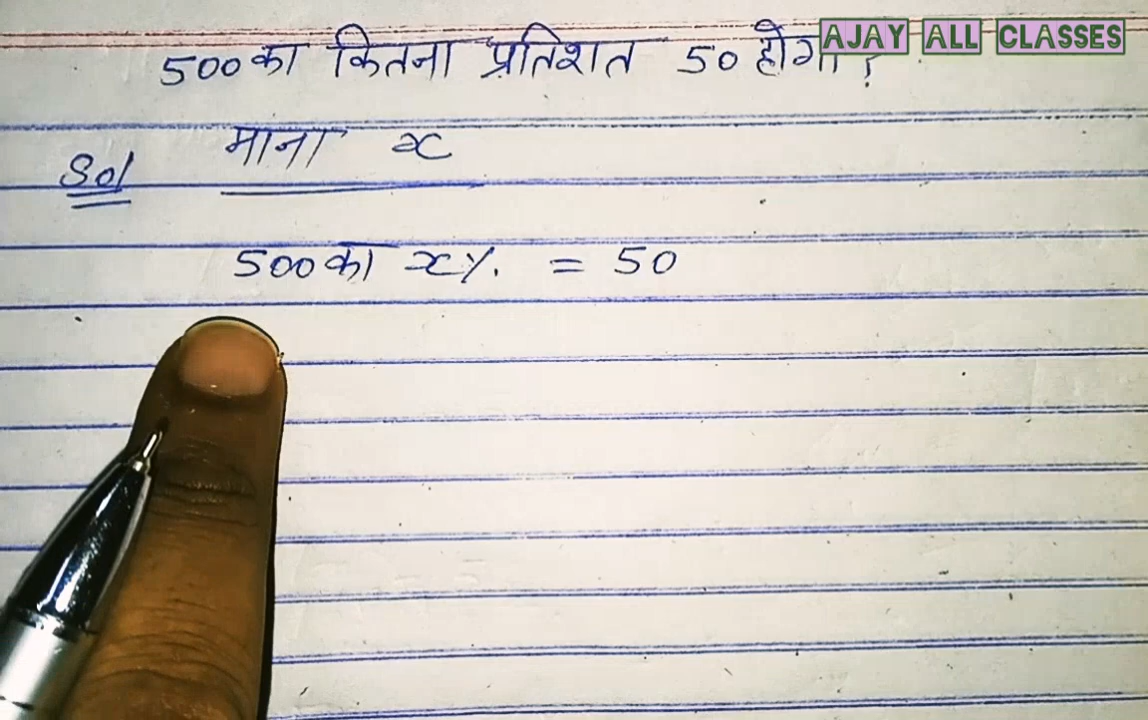 AJAY ALL CLASSES
500 का कितना प्रतिशत 50 होगा ?
Sol माना x
500 का x% = 50